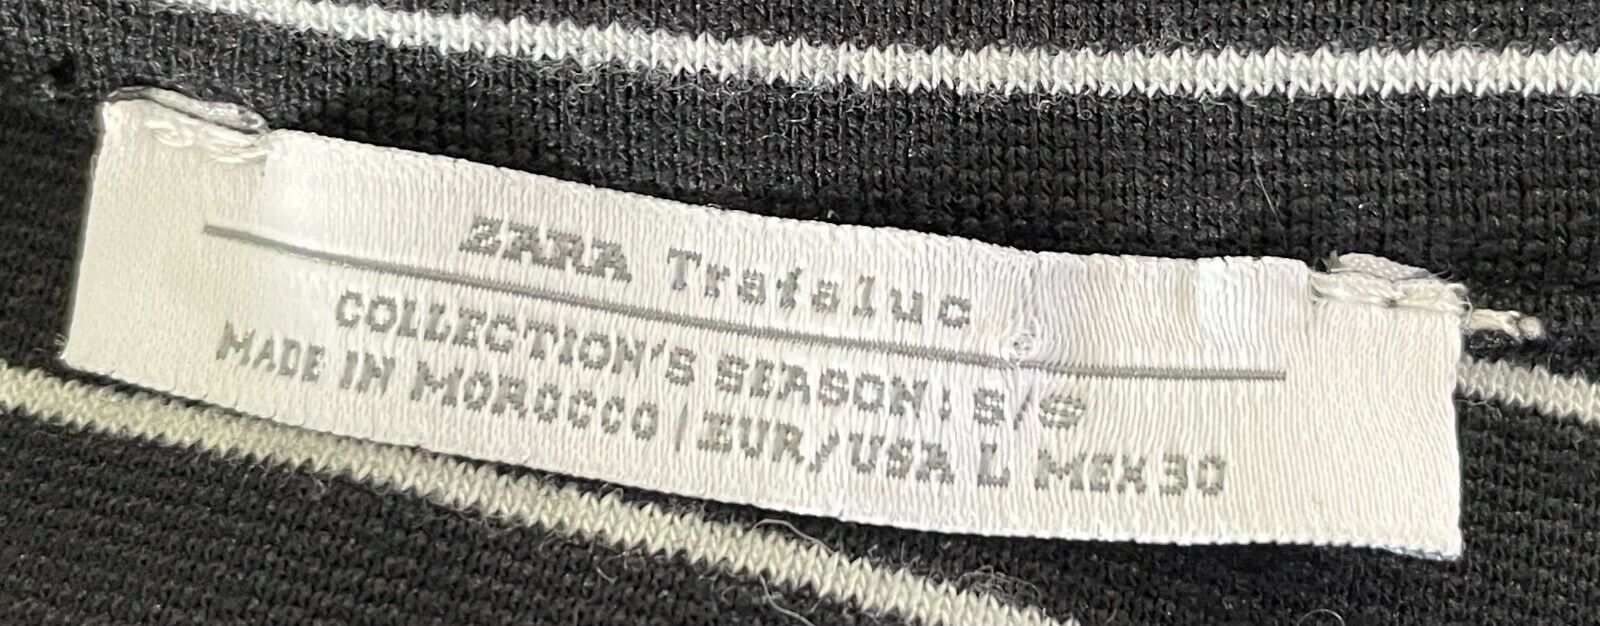 ZARA Trafaluc
COLLECTION'S SEASON: S/S
MADE IN MOROCCO | EUR/USA L MEX 30